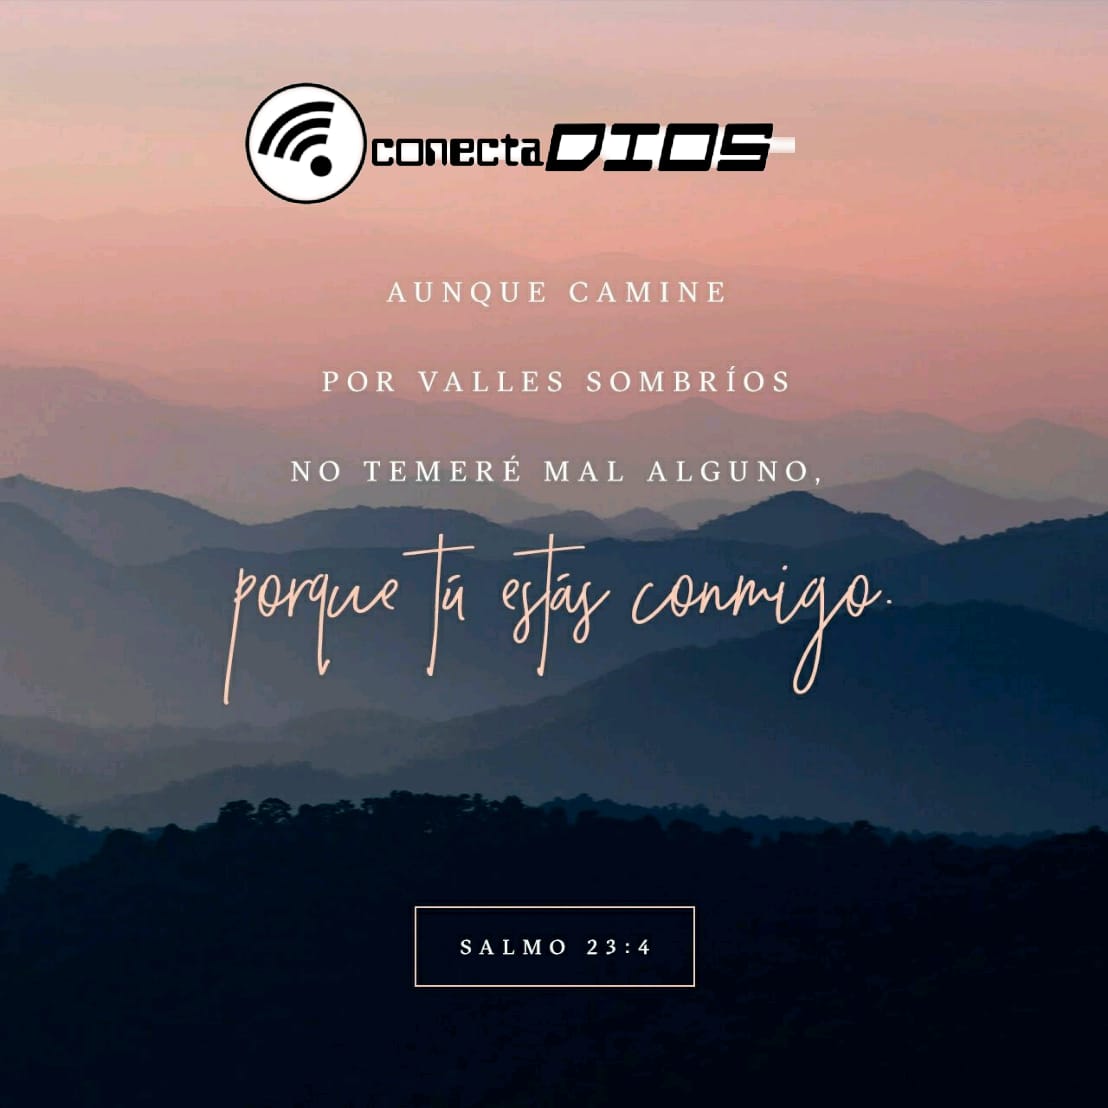 conectaDIOS
AUNQUE CAMINE
POR VALLES SOMBRÍOS
NO TEMERÉ MAL ALGUNO,
porque tú estás conmigo.
SALMO 23:4